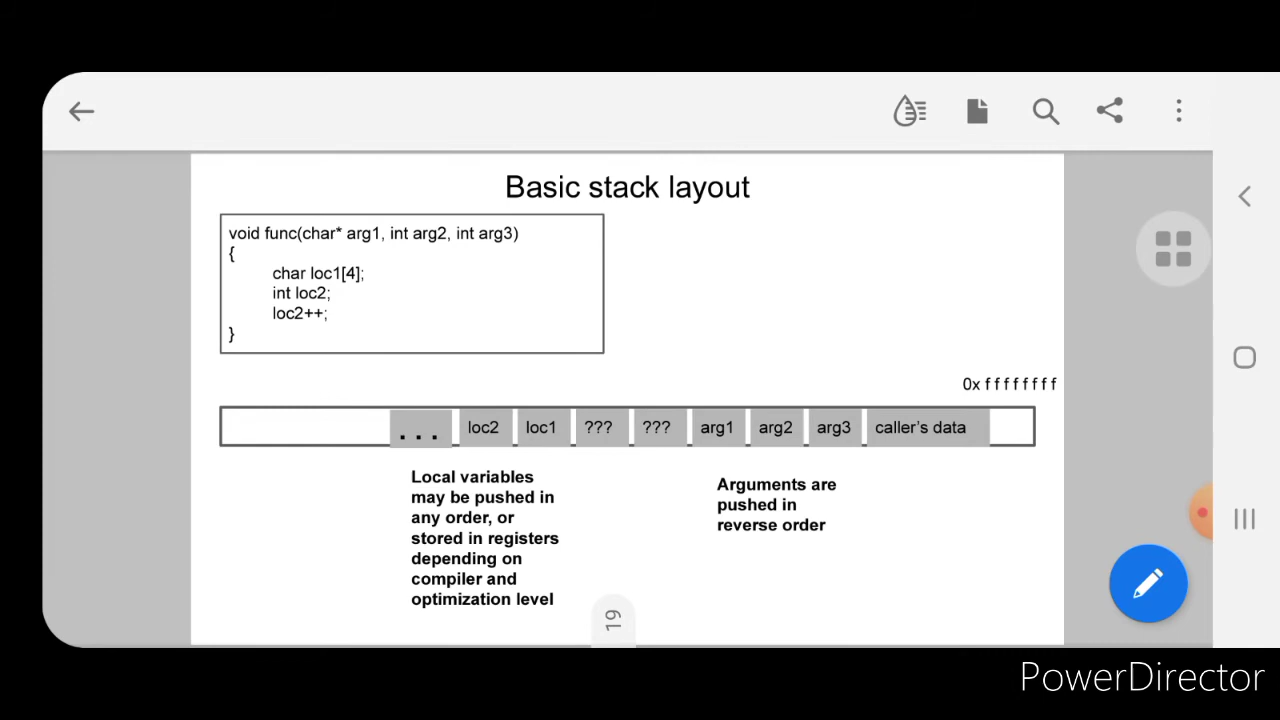 Basic stack layout
void func(char* arg1, int arg2, int arg3)
{
char loc1[4];
int loc2;
loc2++;
}
0x f f f f f f f f
... loc2 loc1 ??? ??? arg1 arg2 arg3 caller's data
Local variables
may be pushed in
any order, or
stored in registers
depending on
compiler and
optimization level
Arguments are
pushed in
reverse order
19
PowerDirector